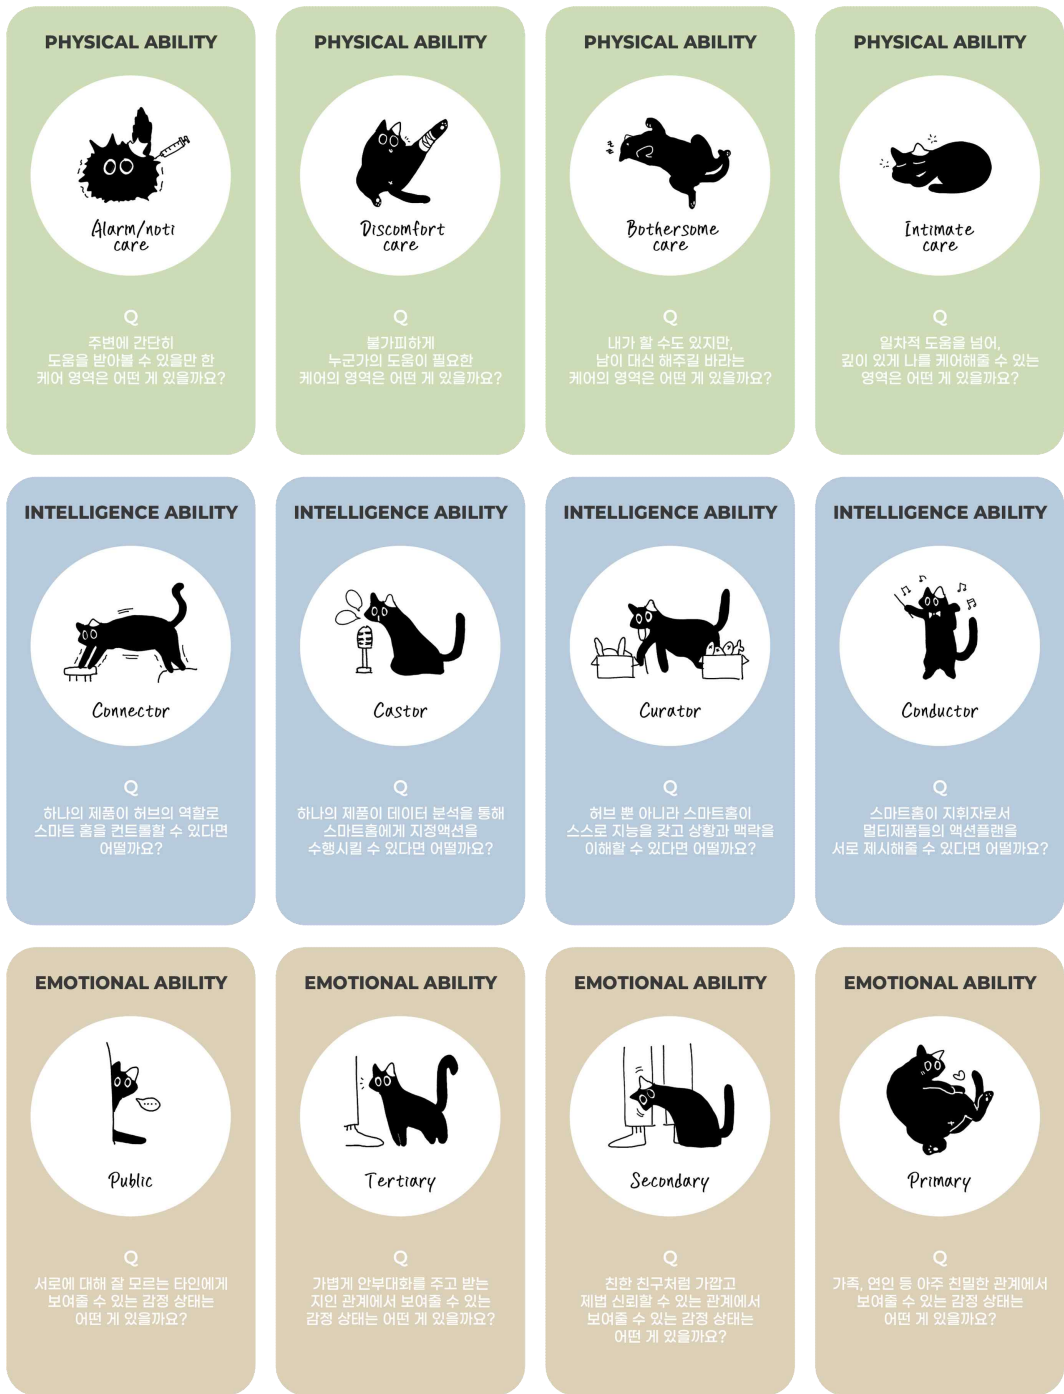 PHYSICAL ABILITY
Alarm/noti
care
Q
주변에 간단히
도움을 받아볼 수 있을만 한
케어 영역은 어떤 게 있을까요?
PHYSICAL ABILITY
Discomfort
care
Q
불가피하게
누군가의 도움이 필요한
케어의 영역은 어떤 게 있을까요?
PHYSICAL ABILITY
Bothersome
care
Q
내가 할 수도 있지만,
남이 대신 해주길 바라는
케어의 영역은 어떤 게 있을까요?
PHYSICAL ABILITY
Intimate
care
Q
일차적 도움을 넘어,
깊이 있게 나를 케어해줄 수 있는
영역은 어떤 게 있을까요?
INTELLIGENCE ABILITY
Connector
Q
하나의 제품이 허브의 역할로
스마트 홈을 컨트롤할 수 있다면
어떨까요?
INTELLIGENCE ABILITY
Castor
Q
하나의 제품이 데이터 분석을 통해
스마트홈에게 지정액션을
수행시킬 수 있다면 어떨까요?
INTELLIGENCE ABILITY
Curator
Q
허브 뿐 아니라 스마트홈이
스스로 지능을 갖고 상황과 맥락을
이해할 수 있다면 어떨까요?
INTELLIGENCE ABILITY
Conductor
Q
스마트홈이 지휘자로서
멀티제품들의 액션플랜을
서로 제시해줄 수 있다면 어떨까요?
EMOTIONAL ABILITY
Public
Q
서로에 대해 잘 모르는 타인에게
보여줄 수 있는 감정 상태는
어떤 게 있을까요?
EMOTIONAL ABILITY
Tertiary
Q
가볍게 안부대화를 주고 받는
지인 관계에서 보여줄 수 있는
감정 상태는 어떤 게 있을까요?
EMOTIONAL ABILITY
Secondary
Q
친한 친구처럼 가깝고
제법 신뢰할 수 있는 관계에서
보여줄 수 있는 감정 상태는
어떤 게 있을까요?
EMOTIONAL ABILITY
Primary
Q
가족, 연인 등 아주 친밀한 관계에서
보여줄 수 있는 감정 상태는
어떤 게 있을까요?